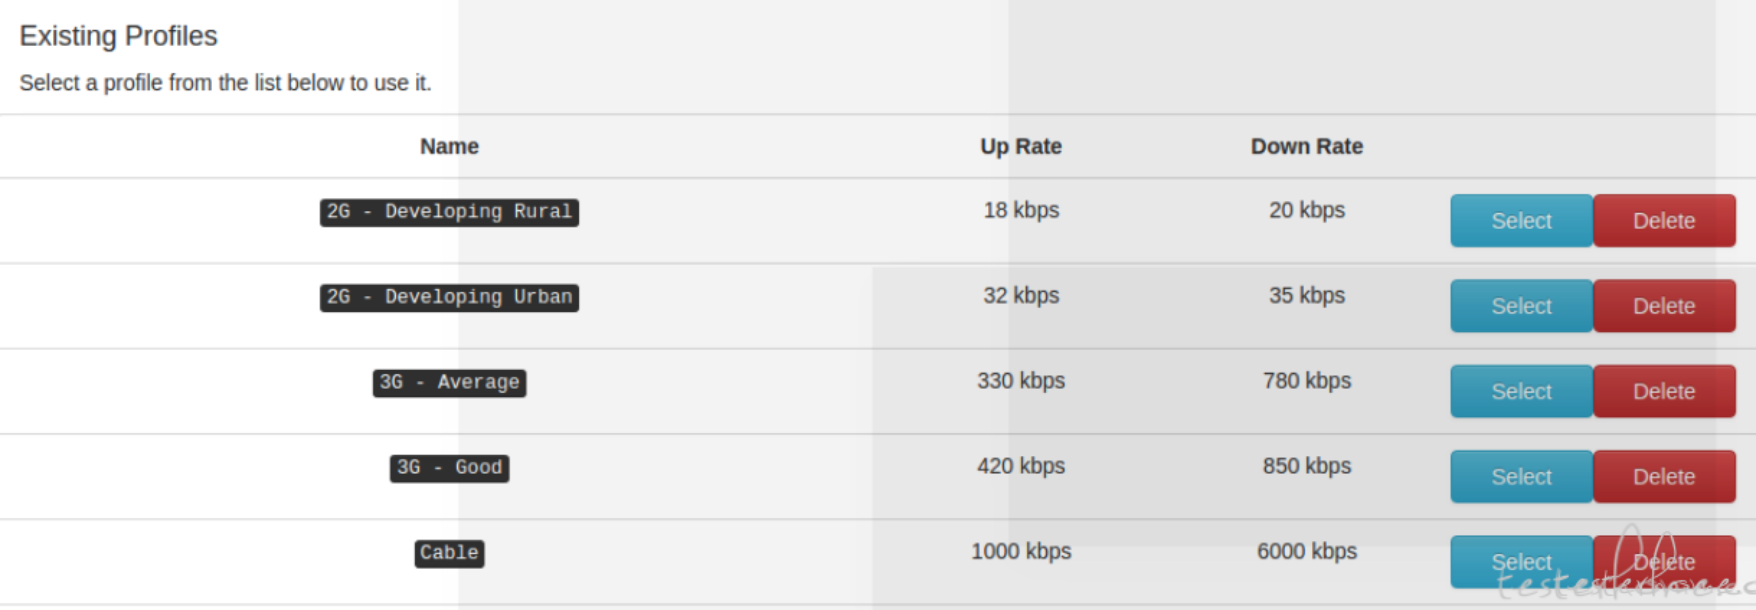 Existing Profiles
Select a profile from the list below to use it.
Name Up Rate Down Rate
2G - Developing Rural 18 kbps 20 kbps Select Delete
2G - Developing Urban 32 kbps 35 kbps Select Delete
3G - Average 330 kbps 780 kbps Select Delete
3G - Good 420 kbps 850 kbps Select Delete
Cable 1000 kbps 6000 kbps Select Delete